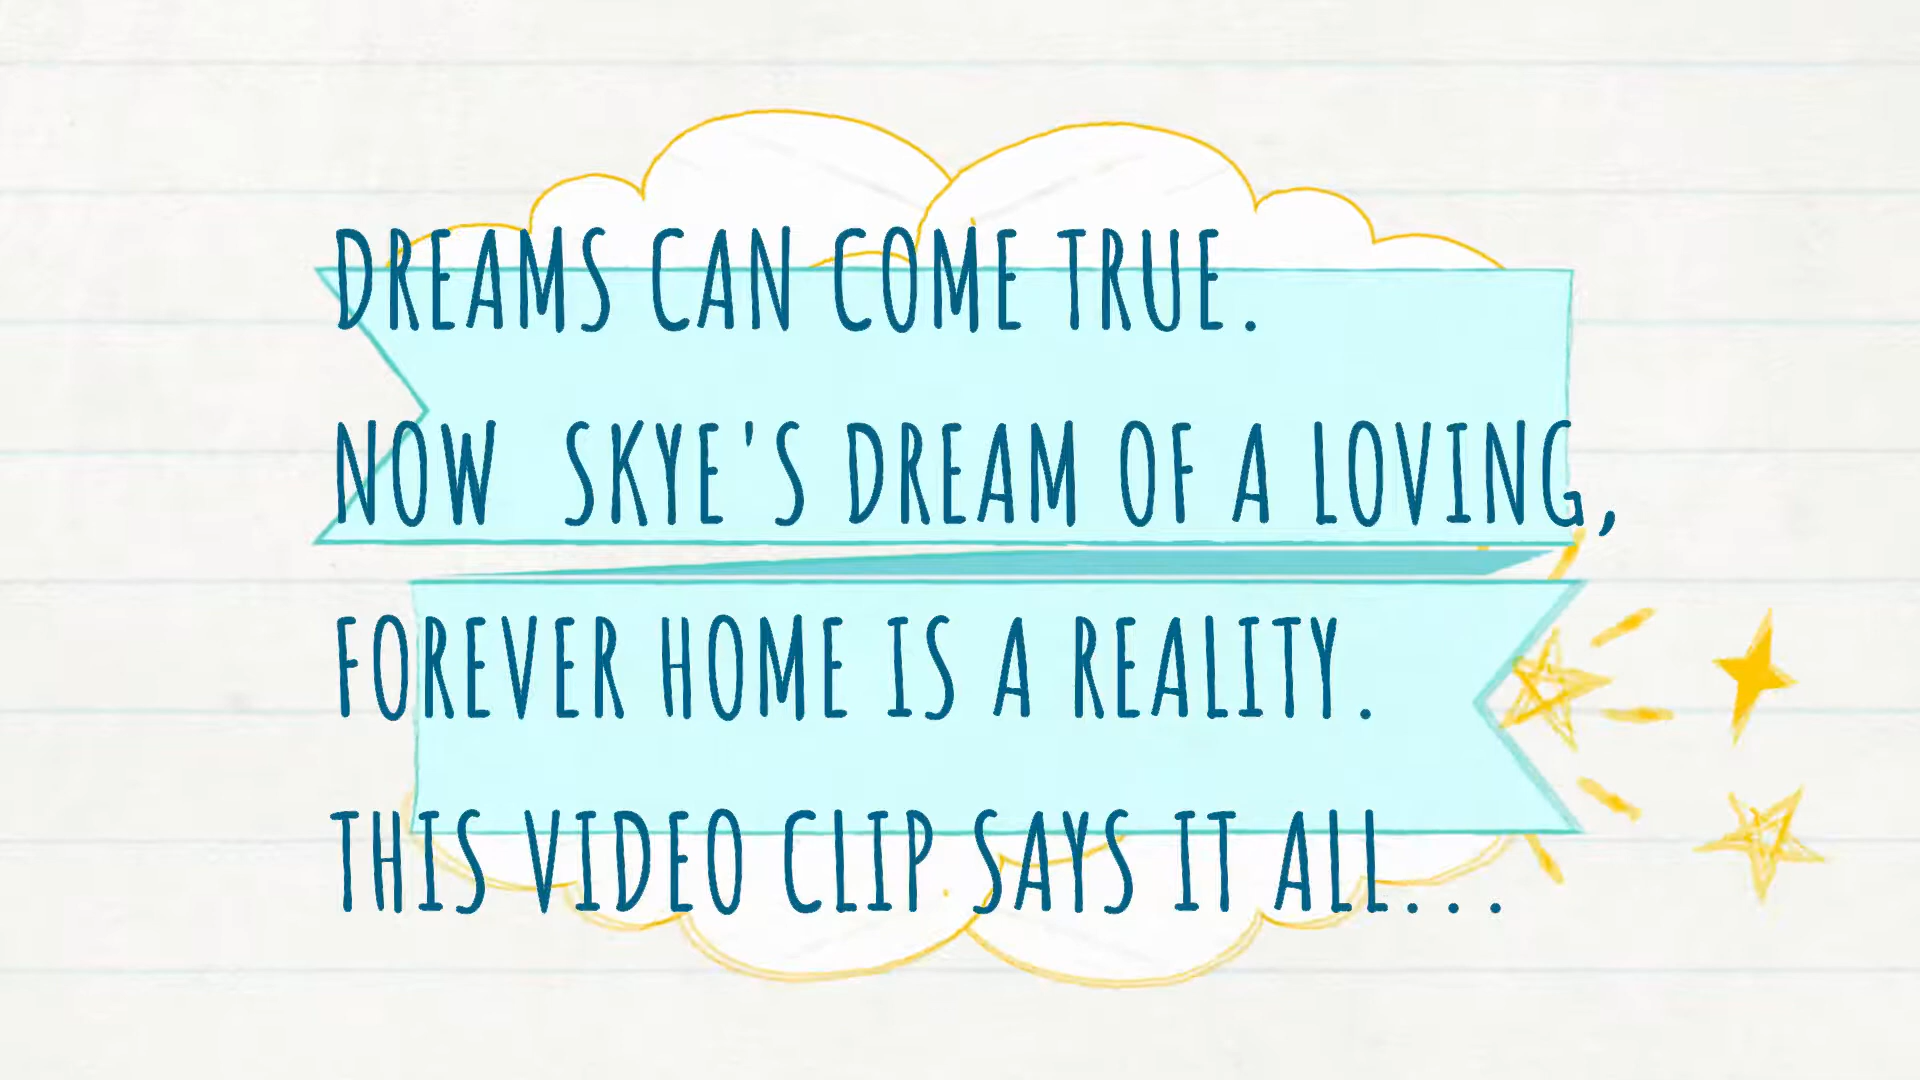 DREAMS CAN COME TRUE.
NOW  SKYE'S DREAM OF A LOVING,
FOREVER HOME IS A REALITY.
THIS VIDEO CLIP SAYS IT ALL...